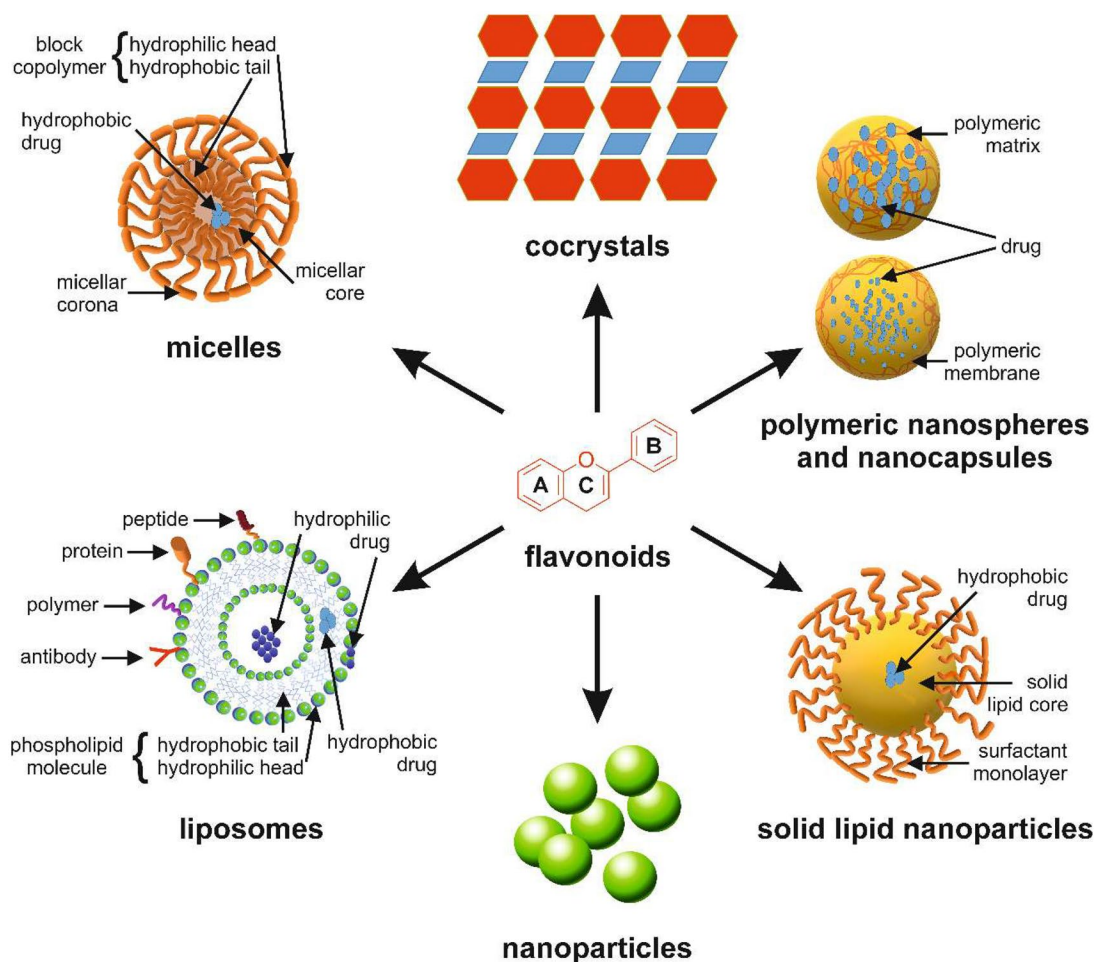 block
copolymer
{
hydrophilic head
hydrophobic tail
hydrophobic
drug
micellar
corona
micellar
core
micelles
cocrystals
polymeric
matrix
drug
polymeric
membrane
polymeric nanospheres
and nanocapsules
O
A
C
B
flavonoids
peptide
protein
polymer
antibody
hydrophilic
drug
phospholipid
molecule
{
hydrophobic tail
hydrophilic head
hydrophobic
drug
liposomes
nanoparticles
hydrophobic
drug
solid
lipid core
surfactant
monolayer
solid lipid nanoparticles